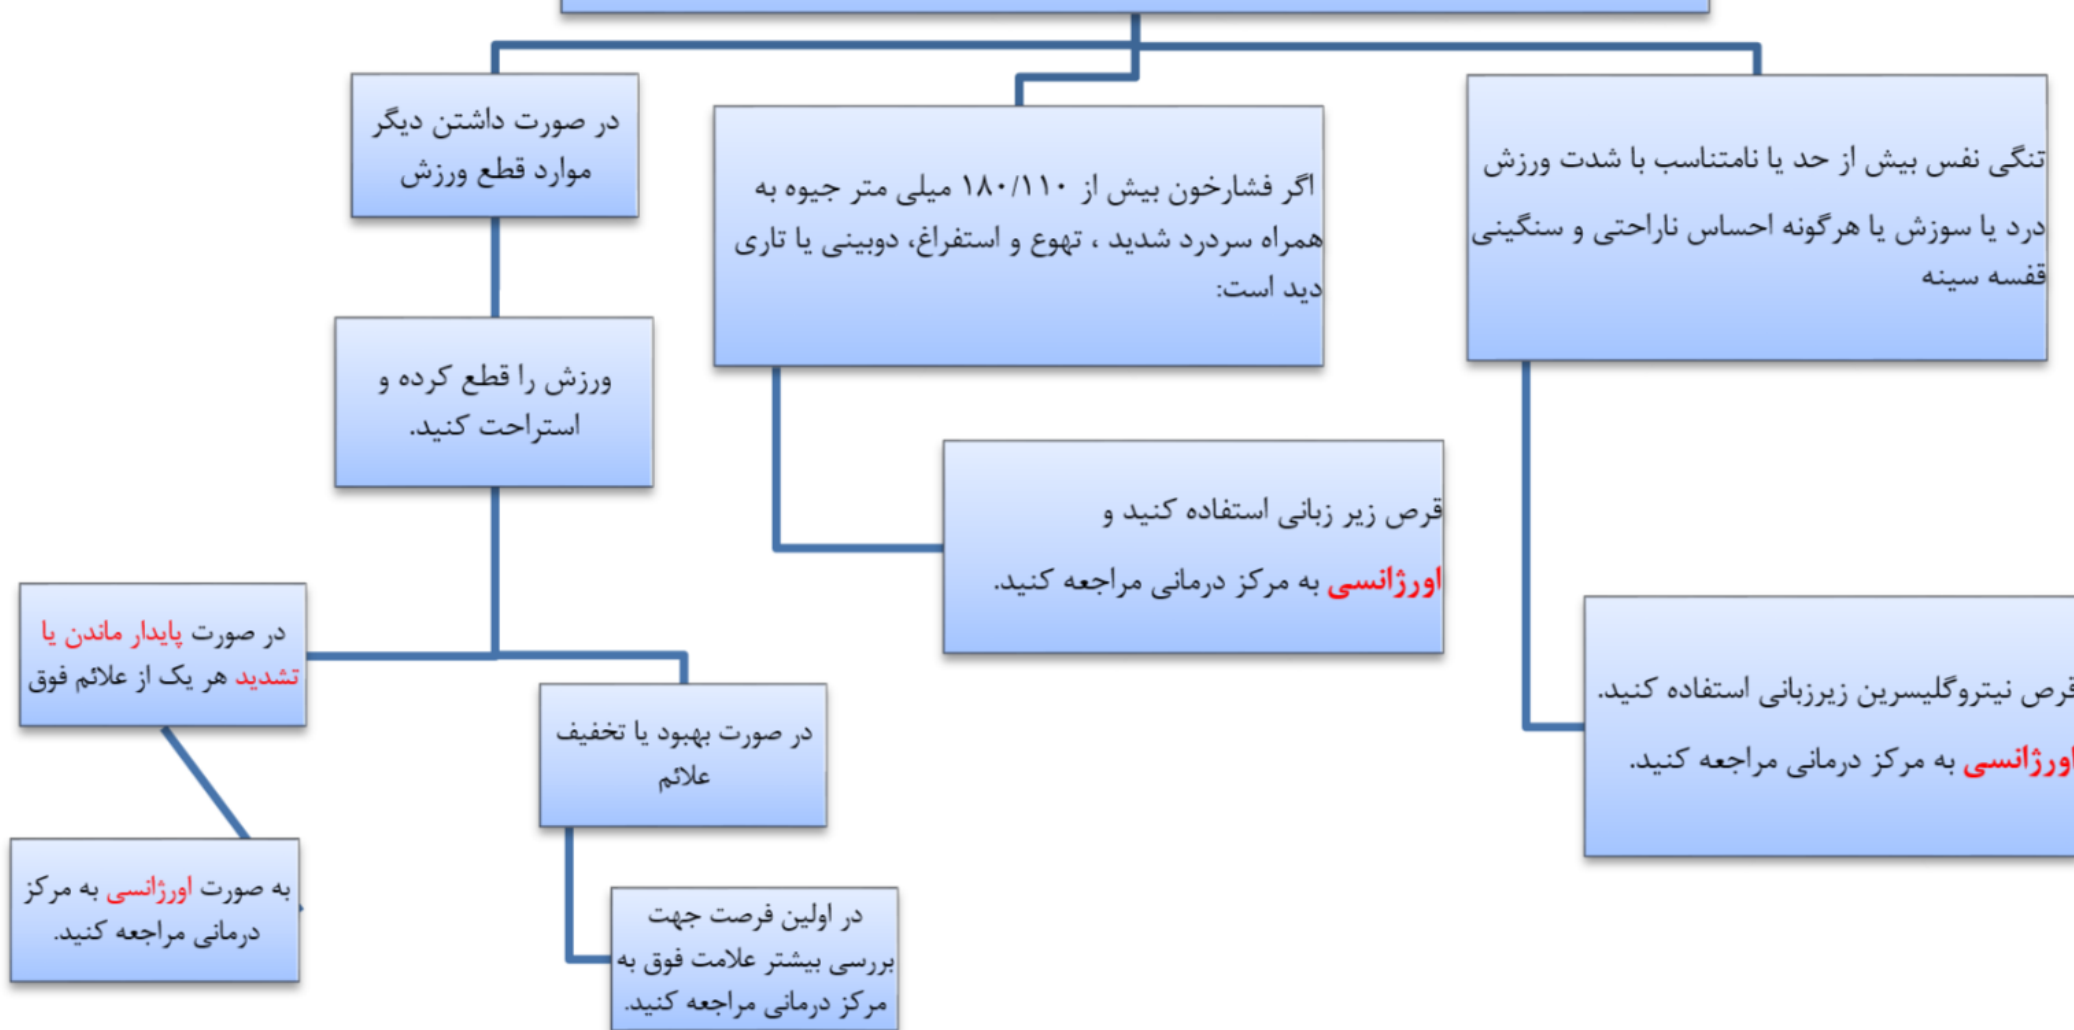 تنگی نفس بیش از حد یا نامتناسب با شدت ورزش
درد یا سوزش یا هرگونه احساس ناراحتی و سنگینی
قفسه سینه
قرص نیتروگلیسرین زیرزبانی استفاده کنید.
اورژانسی به مرکز درمانی مراجعه کنید.
اگر فشارخون بیش از ۱۸۰/۱۱۰ میلی متر جیوه به
همراه سردرد شدید ، تهوع و استفراغ، دوبینی یا تاری
دید است:
قرص زیر زبانی استفاده کنید و
اورژانسی به مرکز درمانی مراجعه کنید.
در صورت داشتن دیگر
موارد قطع ورزش
ورزش را قطع کرده و
استراحت کنید.
در صورت بهبود یا تخفیف
علائم
در اولین فرصت جهت
بررسی بیشتر علامت فوق به
مرکز درمانی مراجعه کنید.
در صورت پایدار ماندن یا
تشدید هر یک از علائم فوق
به صورت اورژانسی به مرکز
درمانی مراجعه کنید.